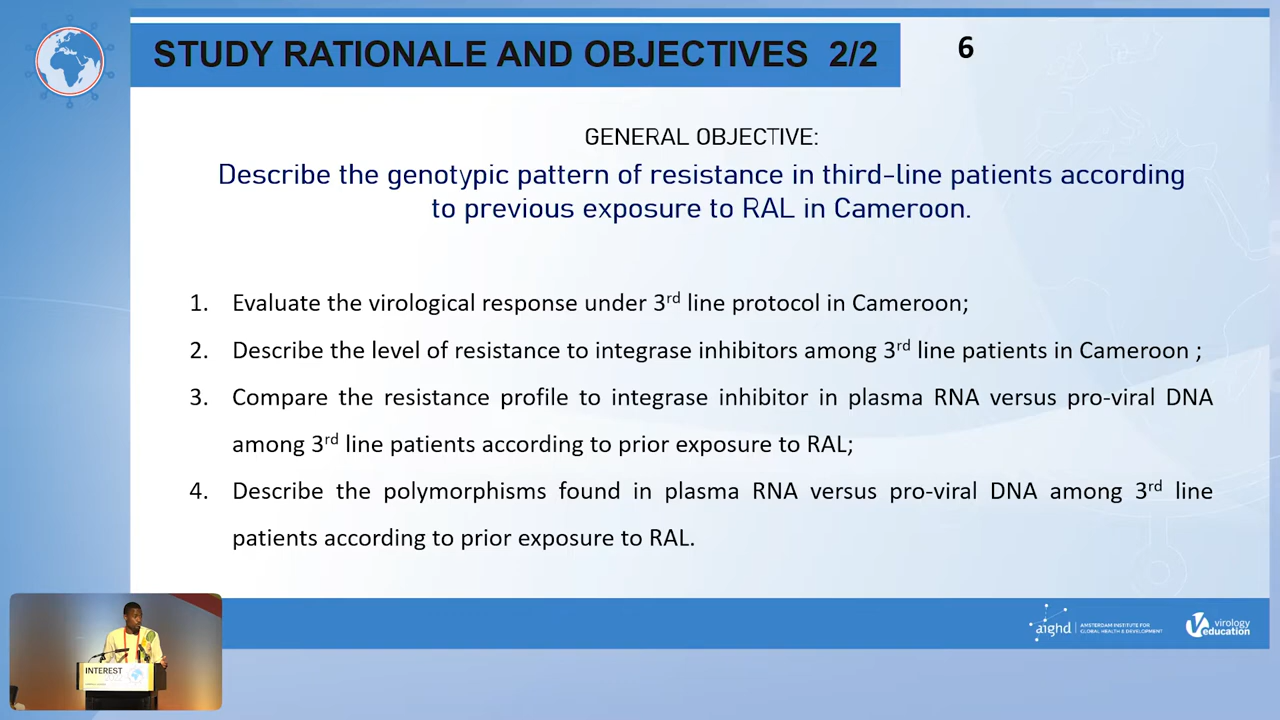 STUDY RATIONALE AND OBJECTIVES 2/2
6
GENERAL OBJECTIVE:
Describe the genotypic pattern of resistance in third-line patients according
to previous exposure to RAL in Cameroon.
1. Evaluate the virological response under 3rd line protocol in Cameroon;
2. Describe the level of resistance to integrase inhibitors among 3rd line patients in Cameroon ;
3. Compare the resistance profile to integrase inhibitor in plasma RNA versus pro-viral DNA
among 3rd line patients according to prior exposure to RAL;
4. Describe the polymorphisms found in plasma RNA versus pro-viral DNA among 3rd line
patients according to prior exposure to RAL.
INTEREST
aighd
AMSTERDAM INSTITUTE FOR
GLOBAL HEALTH & DEVELOPMENT
virology
education